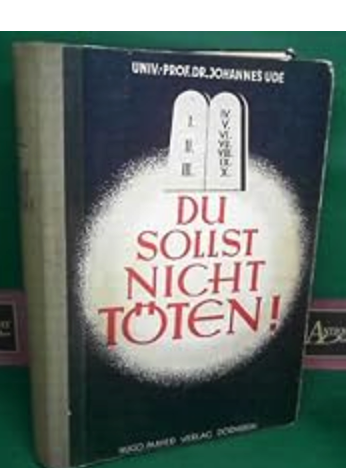 UNIV.-PROF. DR. JOHANNES UDE
I.
II.
III.
IV.
V.
VI.
VII.
VIII.
IX.
X.
DU
SOLLST
NICHT
TÖTEN!
HUGO MAYER VERLAG DORNBIRN